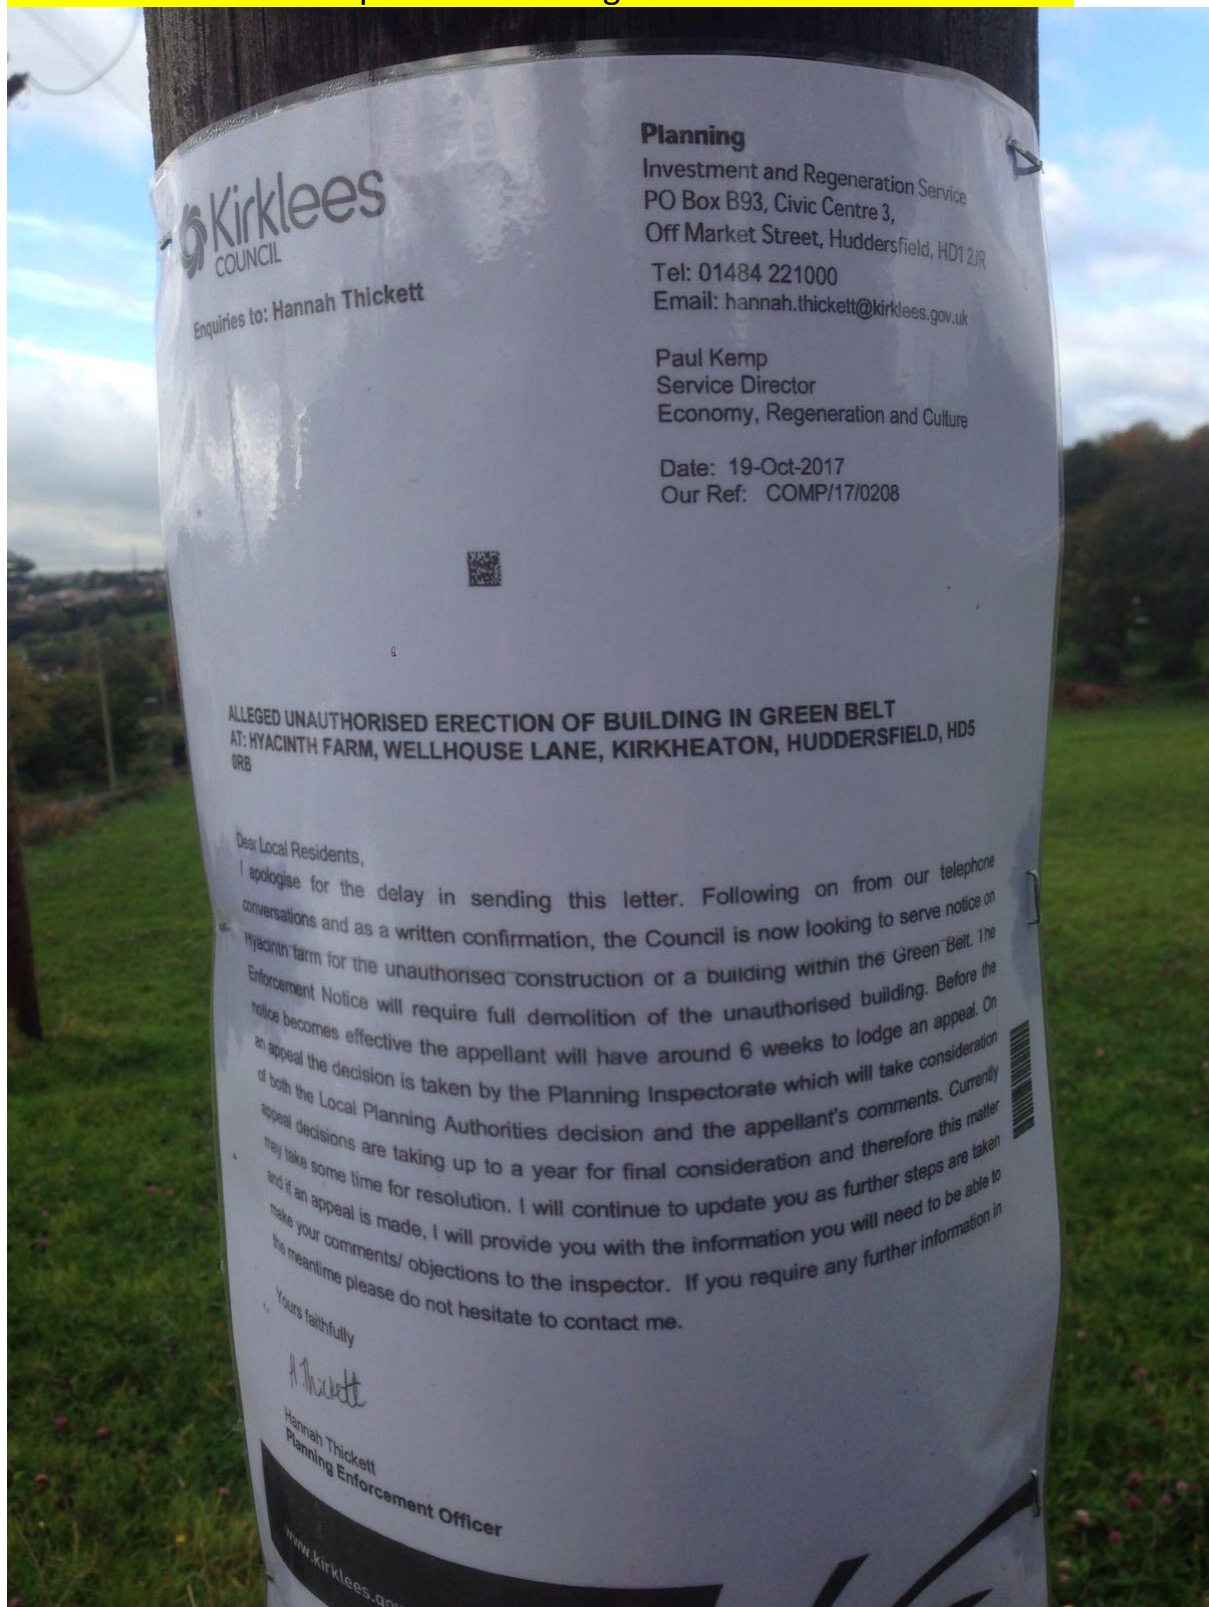 Kirklees
COUNCIL
Enquiries to: Hannah Thickett
Planning
Investment and Regeneration Service
PO Box B93, Civic Centre 3,
Off Market Street, Huddersfield, HD1 2JR
Tel: 01484 221000
Email: hannah.thickett@kirklees.gov.uk
Paul Kemp
Service Director
Economy, Regeneration and Culture
Date: 19-Oct-2017
Our Ref: COMP/17/0208
ALLEGED UNAUTHORISED ERECTION OF BUILDING IN GREEN BELT
AT: HYACINTH FARM, WELLHOUSE LANE, KIRKHEATON, HUDDERSFIELD, HD5
0RB
Dear Local Residents,
I apologise for the delay in sending this letter. Following on from our telephone
conversations and as a written confirmation, the Council is now looking to serve notice on
Hyacinth farm for the unauthorised construction of a building within the Green Belt. The
Enforcement Notice will require full demolition of the unauthorised building. Before the
notice becomes effective the appellant will have around 6 weeks to lodge an appeal. On
an appeal the decision is taken by the Planning Inspectorate which will take consideration
of both the Local Planning Authorities decision and the appellant's comments. Currently
appeal decisions are taking up to a year for final consideration and therefore this matter
may take some time for resolution. I will continue to update you as further steps are taken
and if an appeal is made, I will provide you with the information you will need to be able to
make your comments/ objections to the inspector. If you require any further information in
the meantime please do not hesitate to contact me.
Yours faithfully
H Thickett
Hannah Thickett
Planning Enforcement Officer
www.kirklees.gov